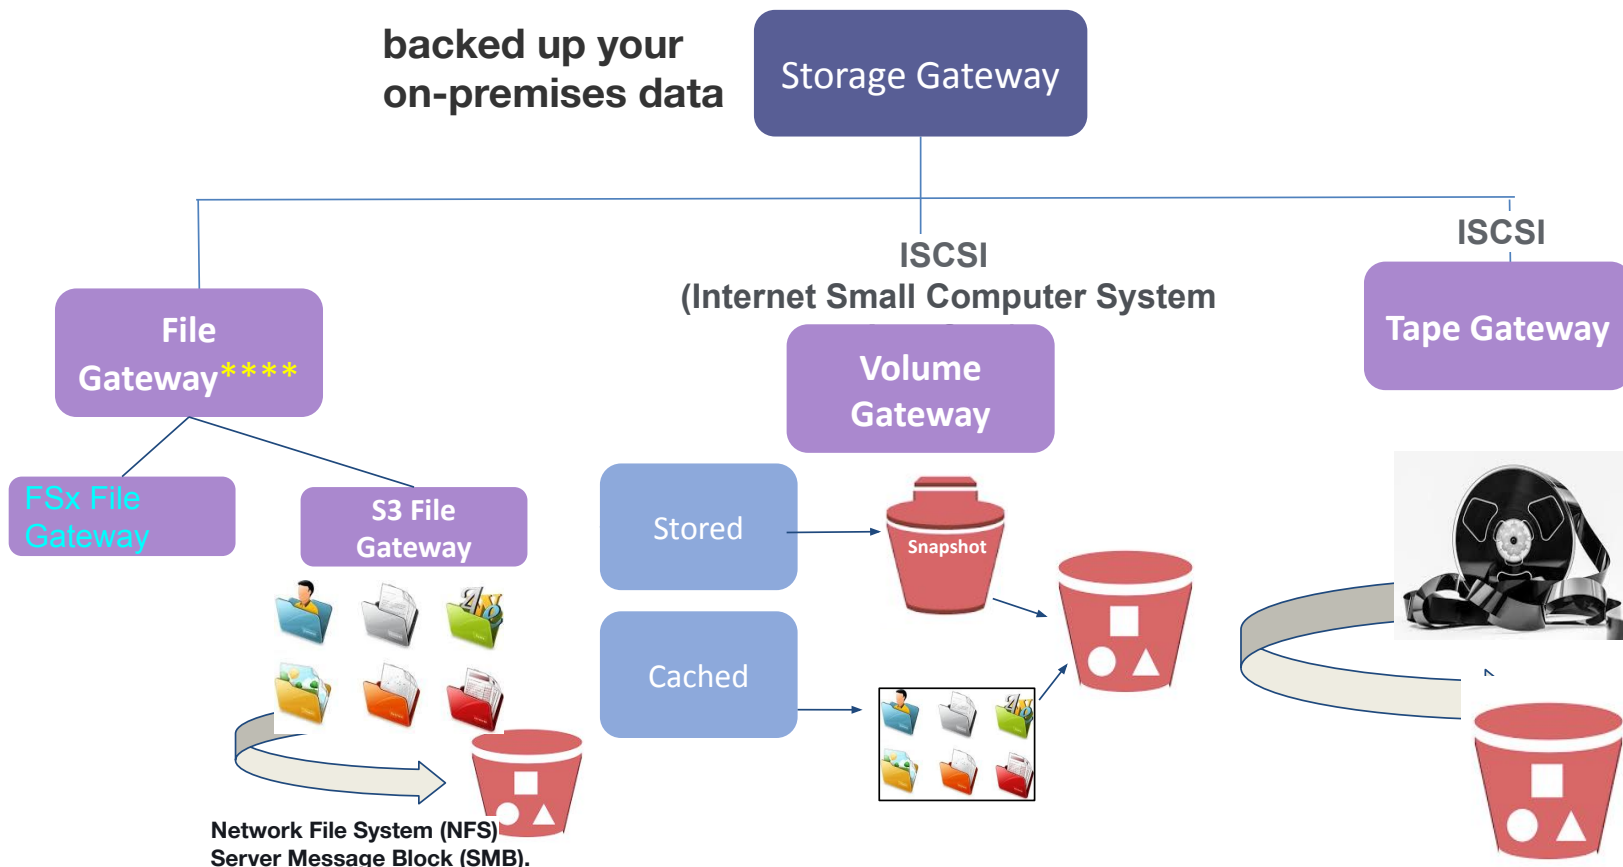 backed up your
on-premises data
Storage Gateway
ISCSI
(Internet Small Computer System
ISCSI
File
Gateway****
Volume
Gateway
Tape Gateway
FSx File
Gateway
S3 File
Gateway
Stored
Snapshot
Cached
Network File System (NFS)
Server Message Block (SMB).